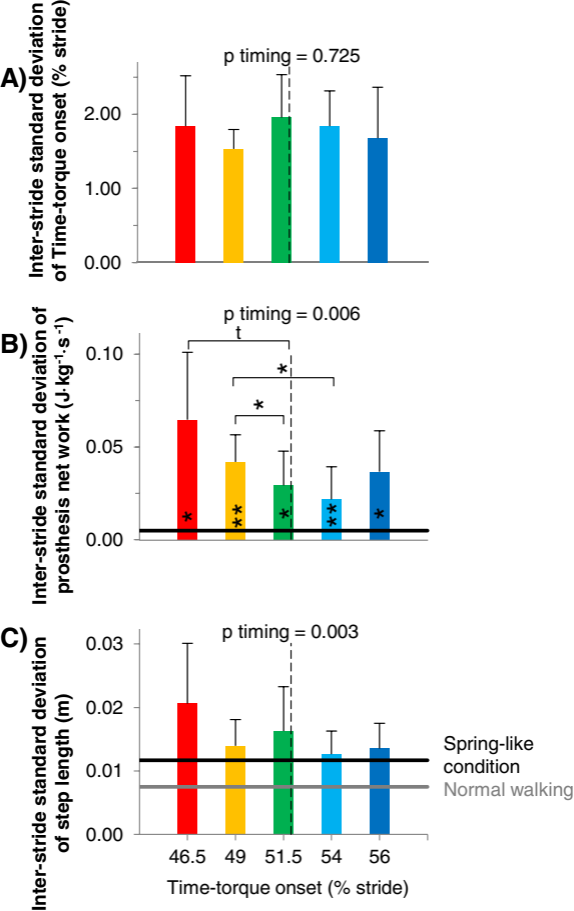 A)
Inter-stride standard deviation
of Time-torque onset (% stride)
p timing = 0.725
2.00
1.00
0.00
B)
Inter-stride standard deviation of
prosthesis net work (J·kg⁻¹·s⁻¹)
p timing = 0.006
t
0.10
*
*
0.05
* ** * ** *
0.00
C)
Inter-stride standard deviation
of step length (m)
p timing = 0.003
0.03
0.02
0.01
0.00
Spring-like
condition
Normal walking
46.5 49 51.5 54 56
Time-torque onset (% stride)